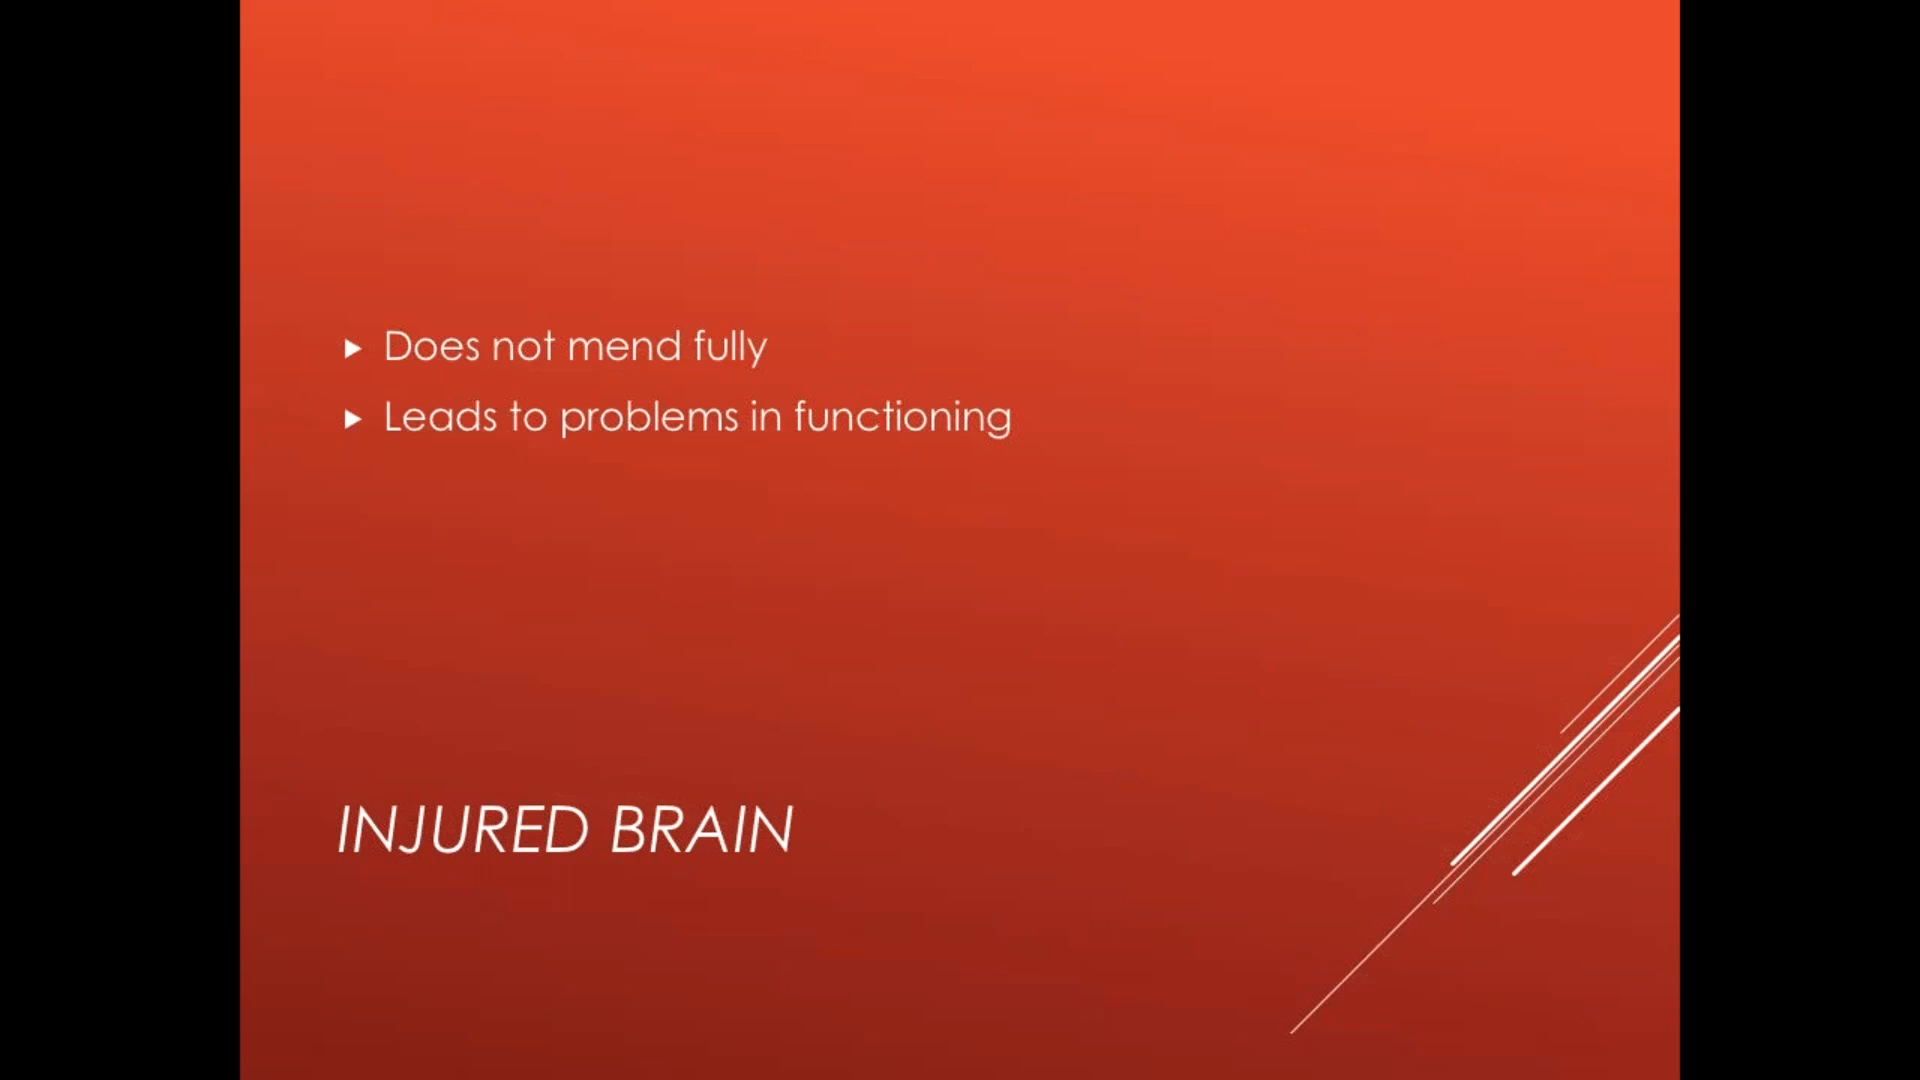 Does not mend fully
Leads to problems in functioning
INJURED BRAIN